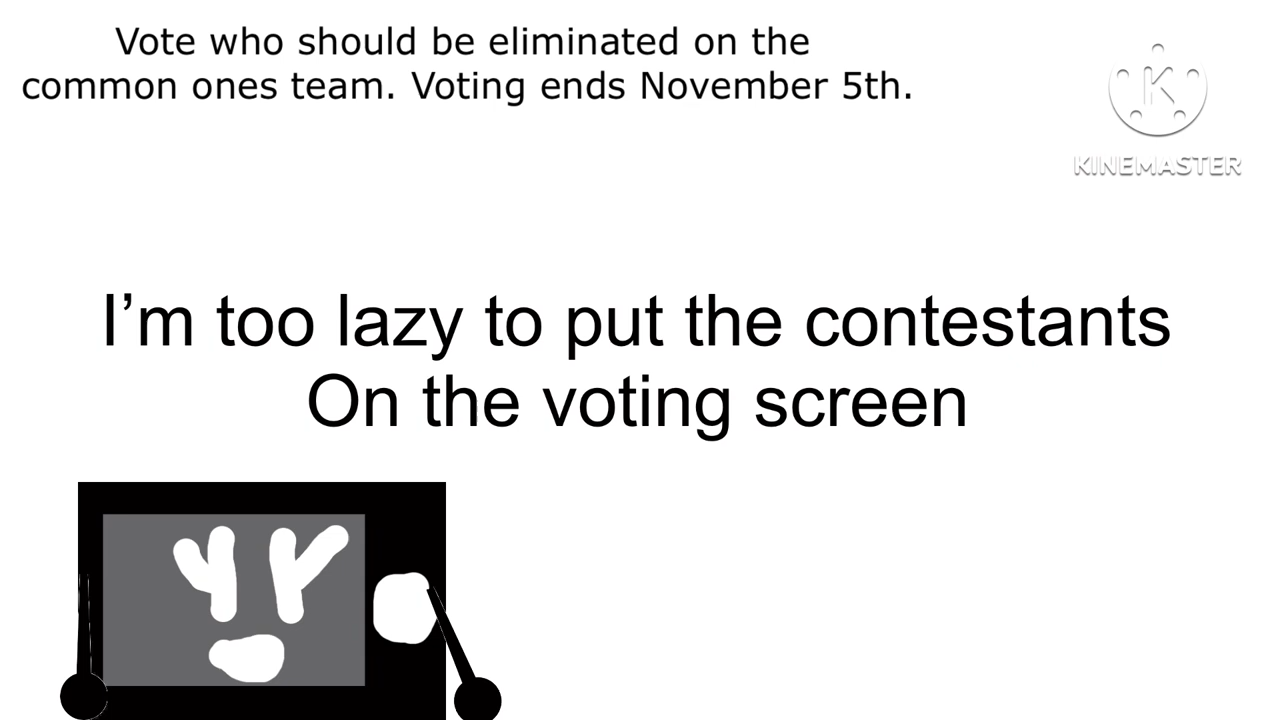 Vote who should be eliminated on the
common ones team. Voting ends November 5th.
K
KINEMASTER
I’m too lazy to put the contestants
On the voting screen